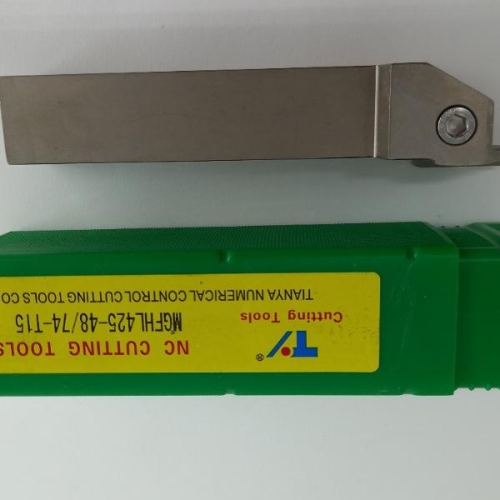 NC CUTTING TOOLS
MGFHL425-48/74-T15
TIANYA NUMERICAL CONTROL CUTTING TOOLS CO
TY ®
Cutting Tools